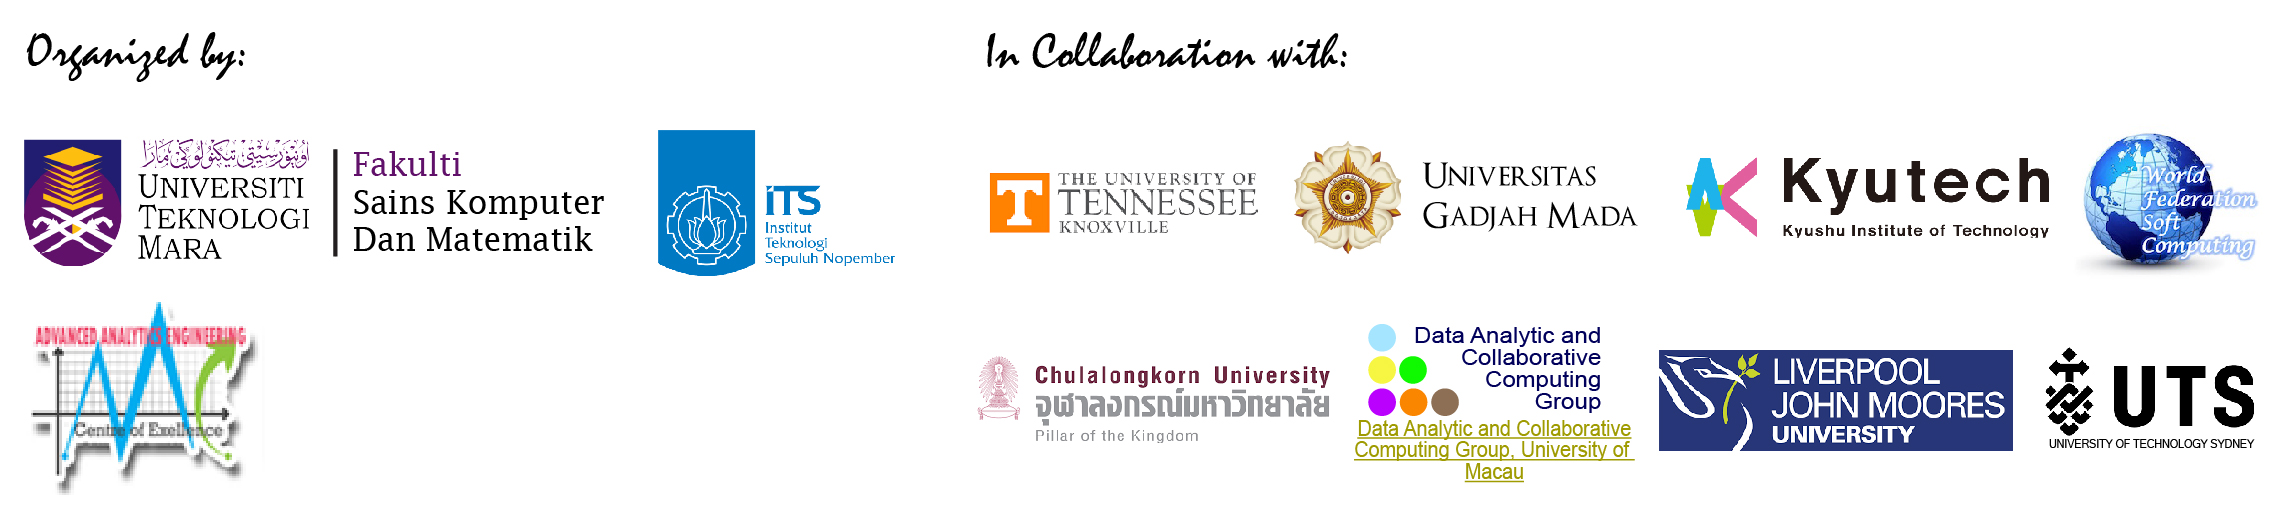 Organized by:
In Collaboration with:
اونيۏرسيتي تيكنولوڬي مارا
UNIVERSITI
TEKNOLOGI
MARA
Fakulti
Sains Komputer
Dan Matematik
ITS
Institut
Teknologi
Sepuluh Nopember
THE UNIVERSITY OF
TENNESSEE
KNOXVILLE
UNIVERSITAS
GADJAH MADA
Kyutech
Kyushu Institute of Technology
World
Federation
Soft
Computing
ADVANCED ANALYTICS ENGINEERING
Centre of Exellence
Chulalongkorn University
จุฬาลงกรณ์มหาวิทยาลัย
Pillar of the Kingdom
Data Analytic and
Collaborative
Computing
Group
Data Analytic and Collaborative
Computing Group, University of
Macau
LIVERPOOL
JOHN MOORES
UNIVERSITY
UTS
UNIVERSITY OF TECHNOLOGY SYDNEY